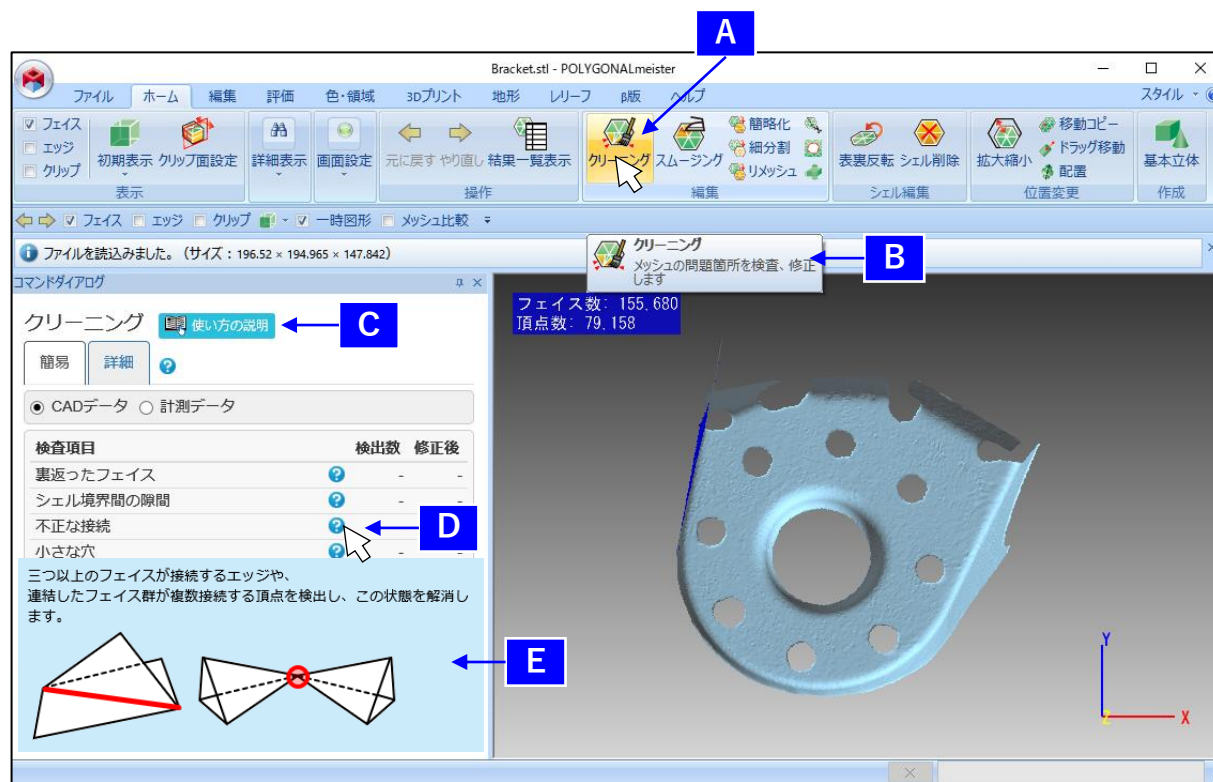 A
Bracket.stl - POLYGONALmeister
ファイル ホーム 編集 評価 色・領域 3Dプリント 地形 レリーフ β版 ヘルプ スタイル
フェイス
エッジ
クリップ
初期表示 クリップ面設定 詳細表示 画面設定 元に戻す やり直し 結果一覧表示 クリーニング スムージング 簡略化 細分割 リメッシュ 表裏反転 シェル削除 拡大縮小 移動コピー ドラッグ移動 配置 基本立体
表示 操作 編集 シェル編集 位置変更 作成
フェイス エッジ クリップ 一時図形 メッシュ比較
ファイルを読込みました。(サイズ：196.52 × 194.965 × 147.842)
クリーニング
メッシュの問題箇所を検査、修正
します
B
コマンドダイアログ
フェイス数: 155,680
頂点数: 79,158
クリーニング 使い方の説明
C
簡易 詳細 ?
CADデータ 計測データ
検査項目 検出数 修正後
裏返ったフェイス ? - -
シェル境界間の隙間 ? - -
不正な接続 ?
D
小さな穴 ? - -
三つ以上のフェイスが接続するエッジや、
連結したフェイス群が複数接続する頂点を検出し、この状態を解消し
ます。
E
Y
Z
X